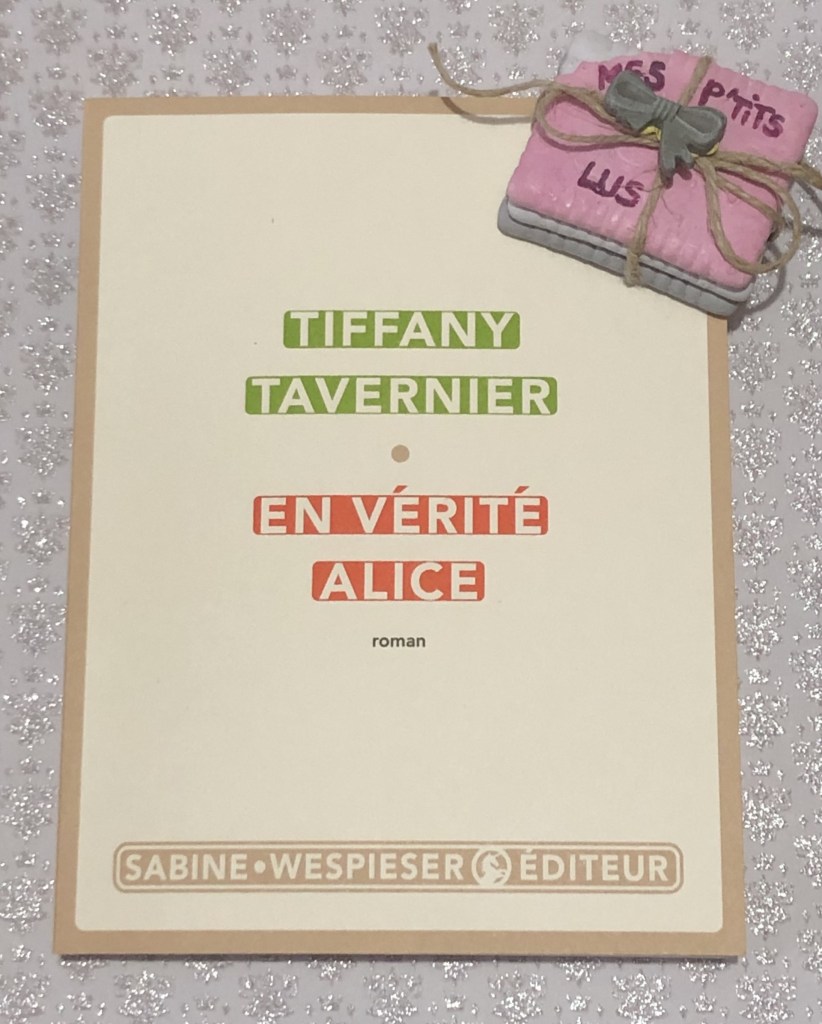 MES P'TITS
LUS
TIFFANY
TAVERNIER
EN VÉRITÉ
ALICE
roman
SABINE•WESPIESER ÉDITEUR